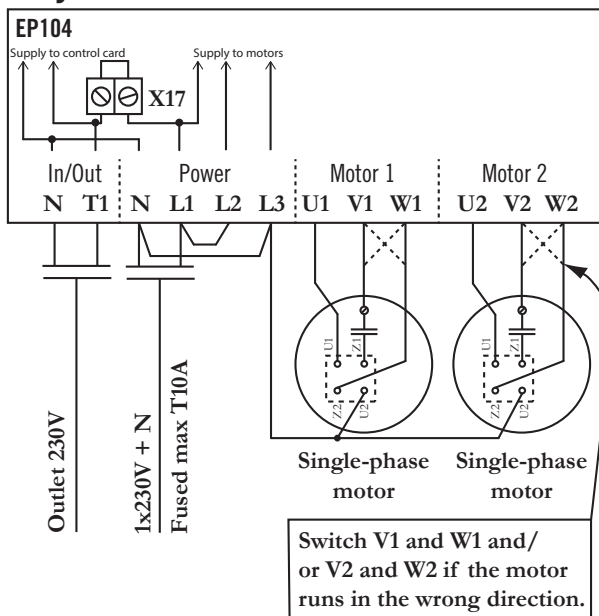 EP104
Supply to control card Supply to motors
X17
In/Out Power Motor 1 Motor 2
N T1 N L1 L2 L3 U1 V1 W1 U2 V2 W2
U1 Z1 U1 Z1
Z2 U2 Z2 U2
Outlet 230V
1x230V + N
Fused max T10A
Single-phase
motor
Single-phase
motor
Switch V1 and W1 and/
or V2 and W2 if the motor
runs in the wrong direction.